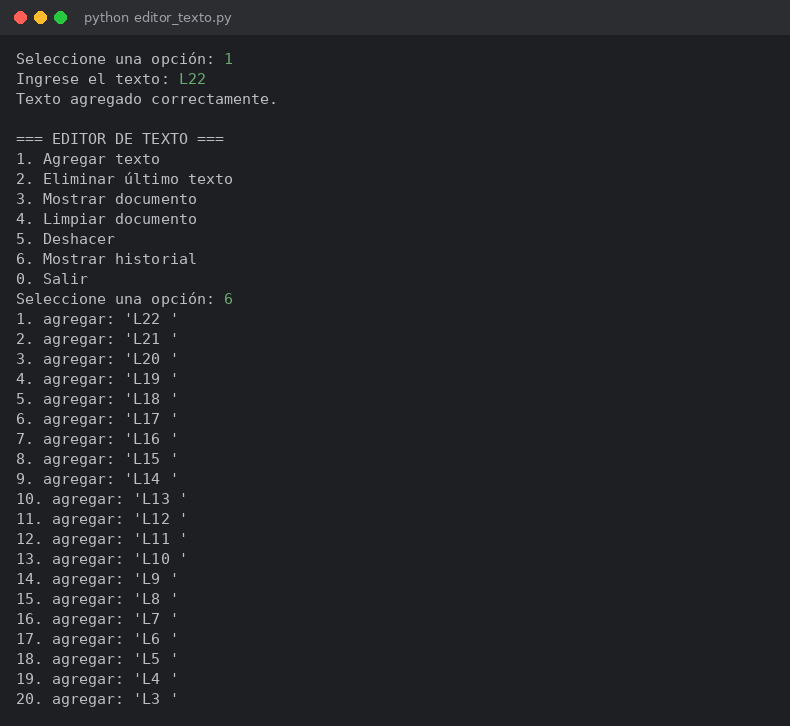 python editor_texto.py
Seleccione una opción: 1
Ingrese el texto: L22
Texto agregado correctamente.
=== EDITOR DE TEXTO ===
1. Agregar texto
2. Eliminar último texto
3. Mostrar documento
4. Limpiar documento
5. Deshacer
6. Mostrar historial
0. Salir
Seleccione una opción: 6
1. agregar: 'L22 '
2. agregar: 'L21 '
3. agregar: 'L20 '
4. agregar: 'L19 '
5. agregar: 'L18 '
6. agregar: 'L17 '
7. agregar: 'L16 '
8. agregar: 'L15 '
9. agregar: 'L14 '
10. agregar: 'L13 '
11. agregar: 'L12 '
12. agregar: 'L11 '
13. agregar: 'L10 '
14. agregar: 'L9 '
15. agregar: 'L8 '
16. agregar: 'L7 '
17. agregar: 'L6 '
18. agregar: 'L5 '
19. agregar: 'L4 '
20. agregar: 'L3 '